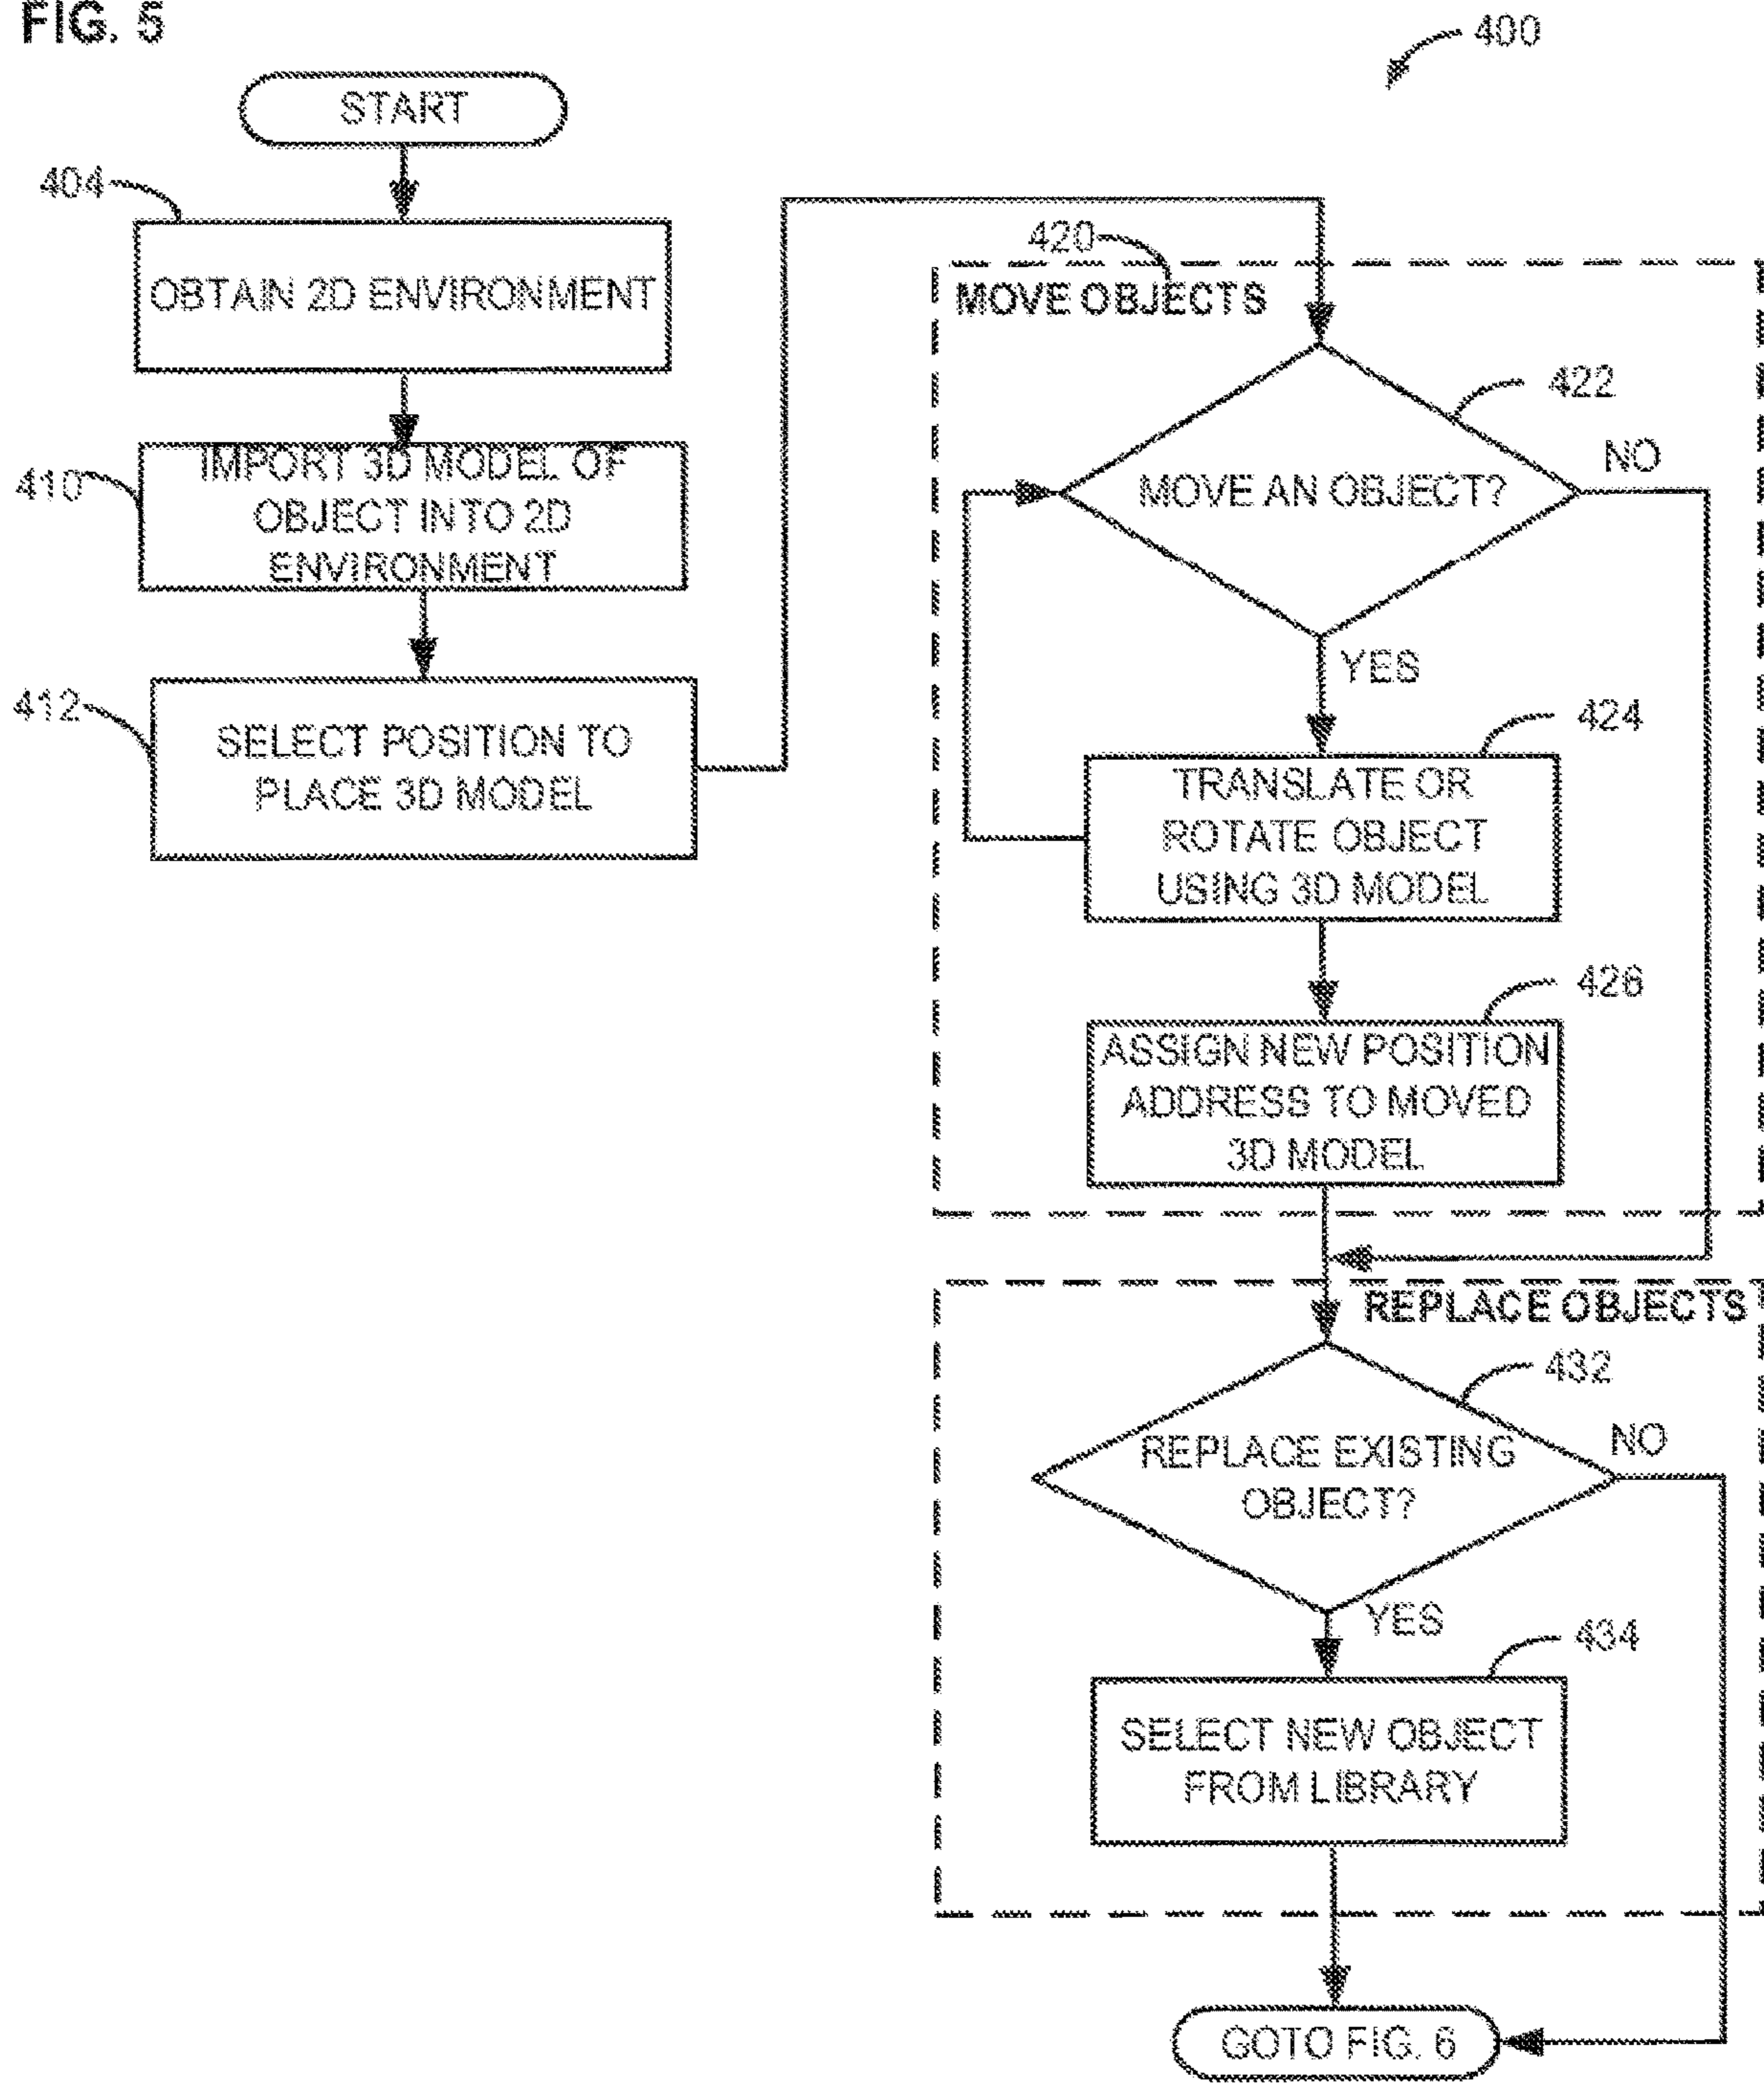 FIG. 5
400
START
404
OBTAIN 2D ENVIRONMENT
410
IMPORT 3D MODEL OF
OBJECT INTO 2D
ENVIRONMENT
412
SELECT POSITION TO
PLACE 3D MODEL
420
MOVE OBJECTS
422
MOVE AN OBJECT?
NO
YES
424
TRANSLATE OR
ROTATE OBJECT
USING 3D MODEL
426
ASSIGN NEW POSITION
ADDRESS TO MOVED
3D MODEL
REPLACE OBJECTS
432
REPLACE EXISTING
OBJECT?
NO
YES
434
SELECT NEW OBJECT
FROM LIBRARY
GOTO FIG. 6